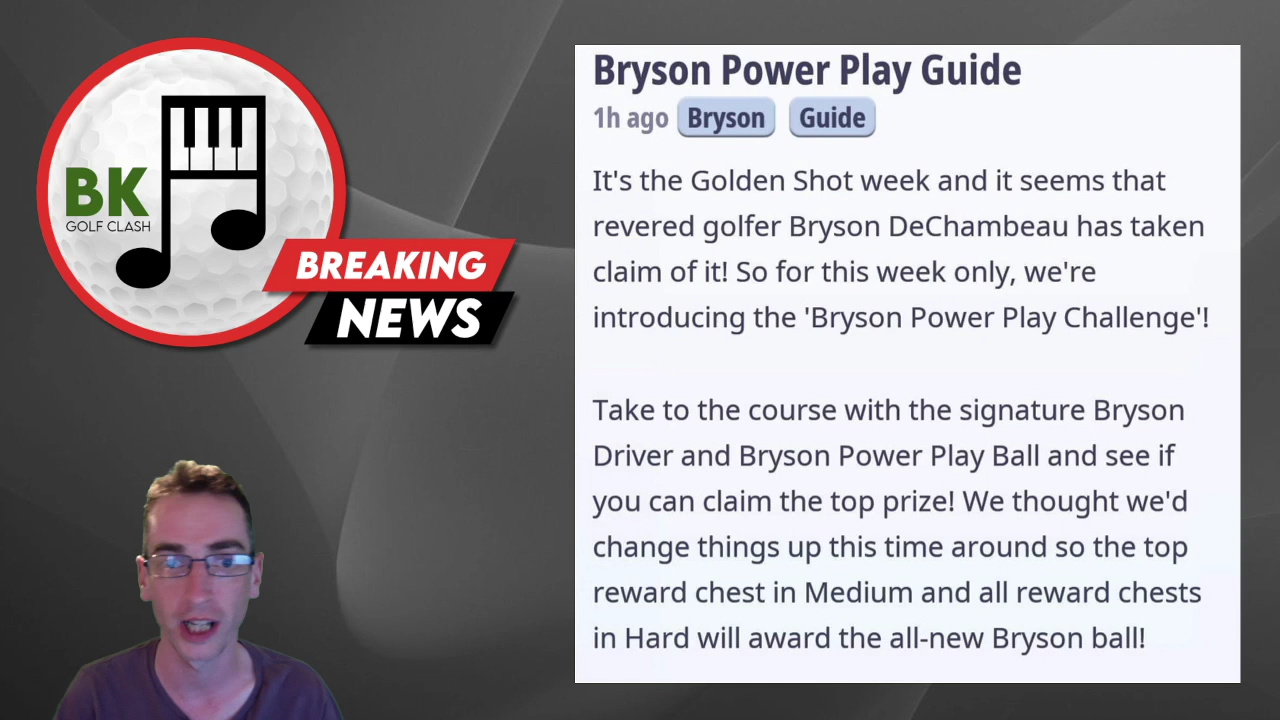 BK
GOLF CLASH
BREAKING
NEWS
Bryson Power Play Guide
1h ago Bryson Guide
It's the Golden Shot week and it seems that
revered golfer Bryson DeChambeau has taken
claim of it! So for this week only, we're
introducing the 'Bryson Power Play Challenge'!
Take to the course with the signature Bryson
Driver and Bryson Power Play Ball and see if
you can claim the top prize! We thought we'd
change things up this time around so the top
reward chest in Medium and all reward chests
in Hard will award the all-new Bryson ball!